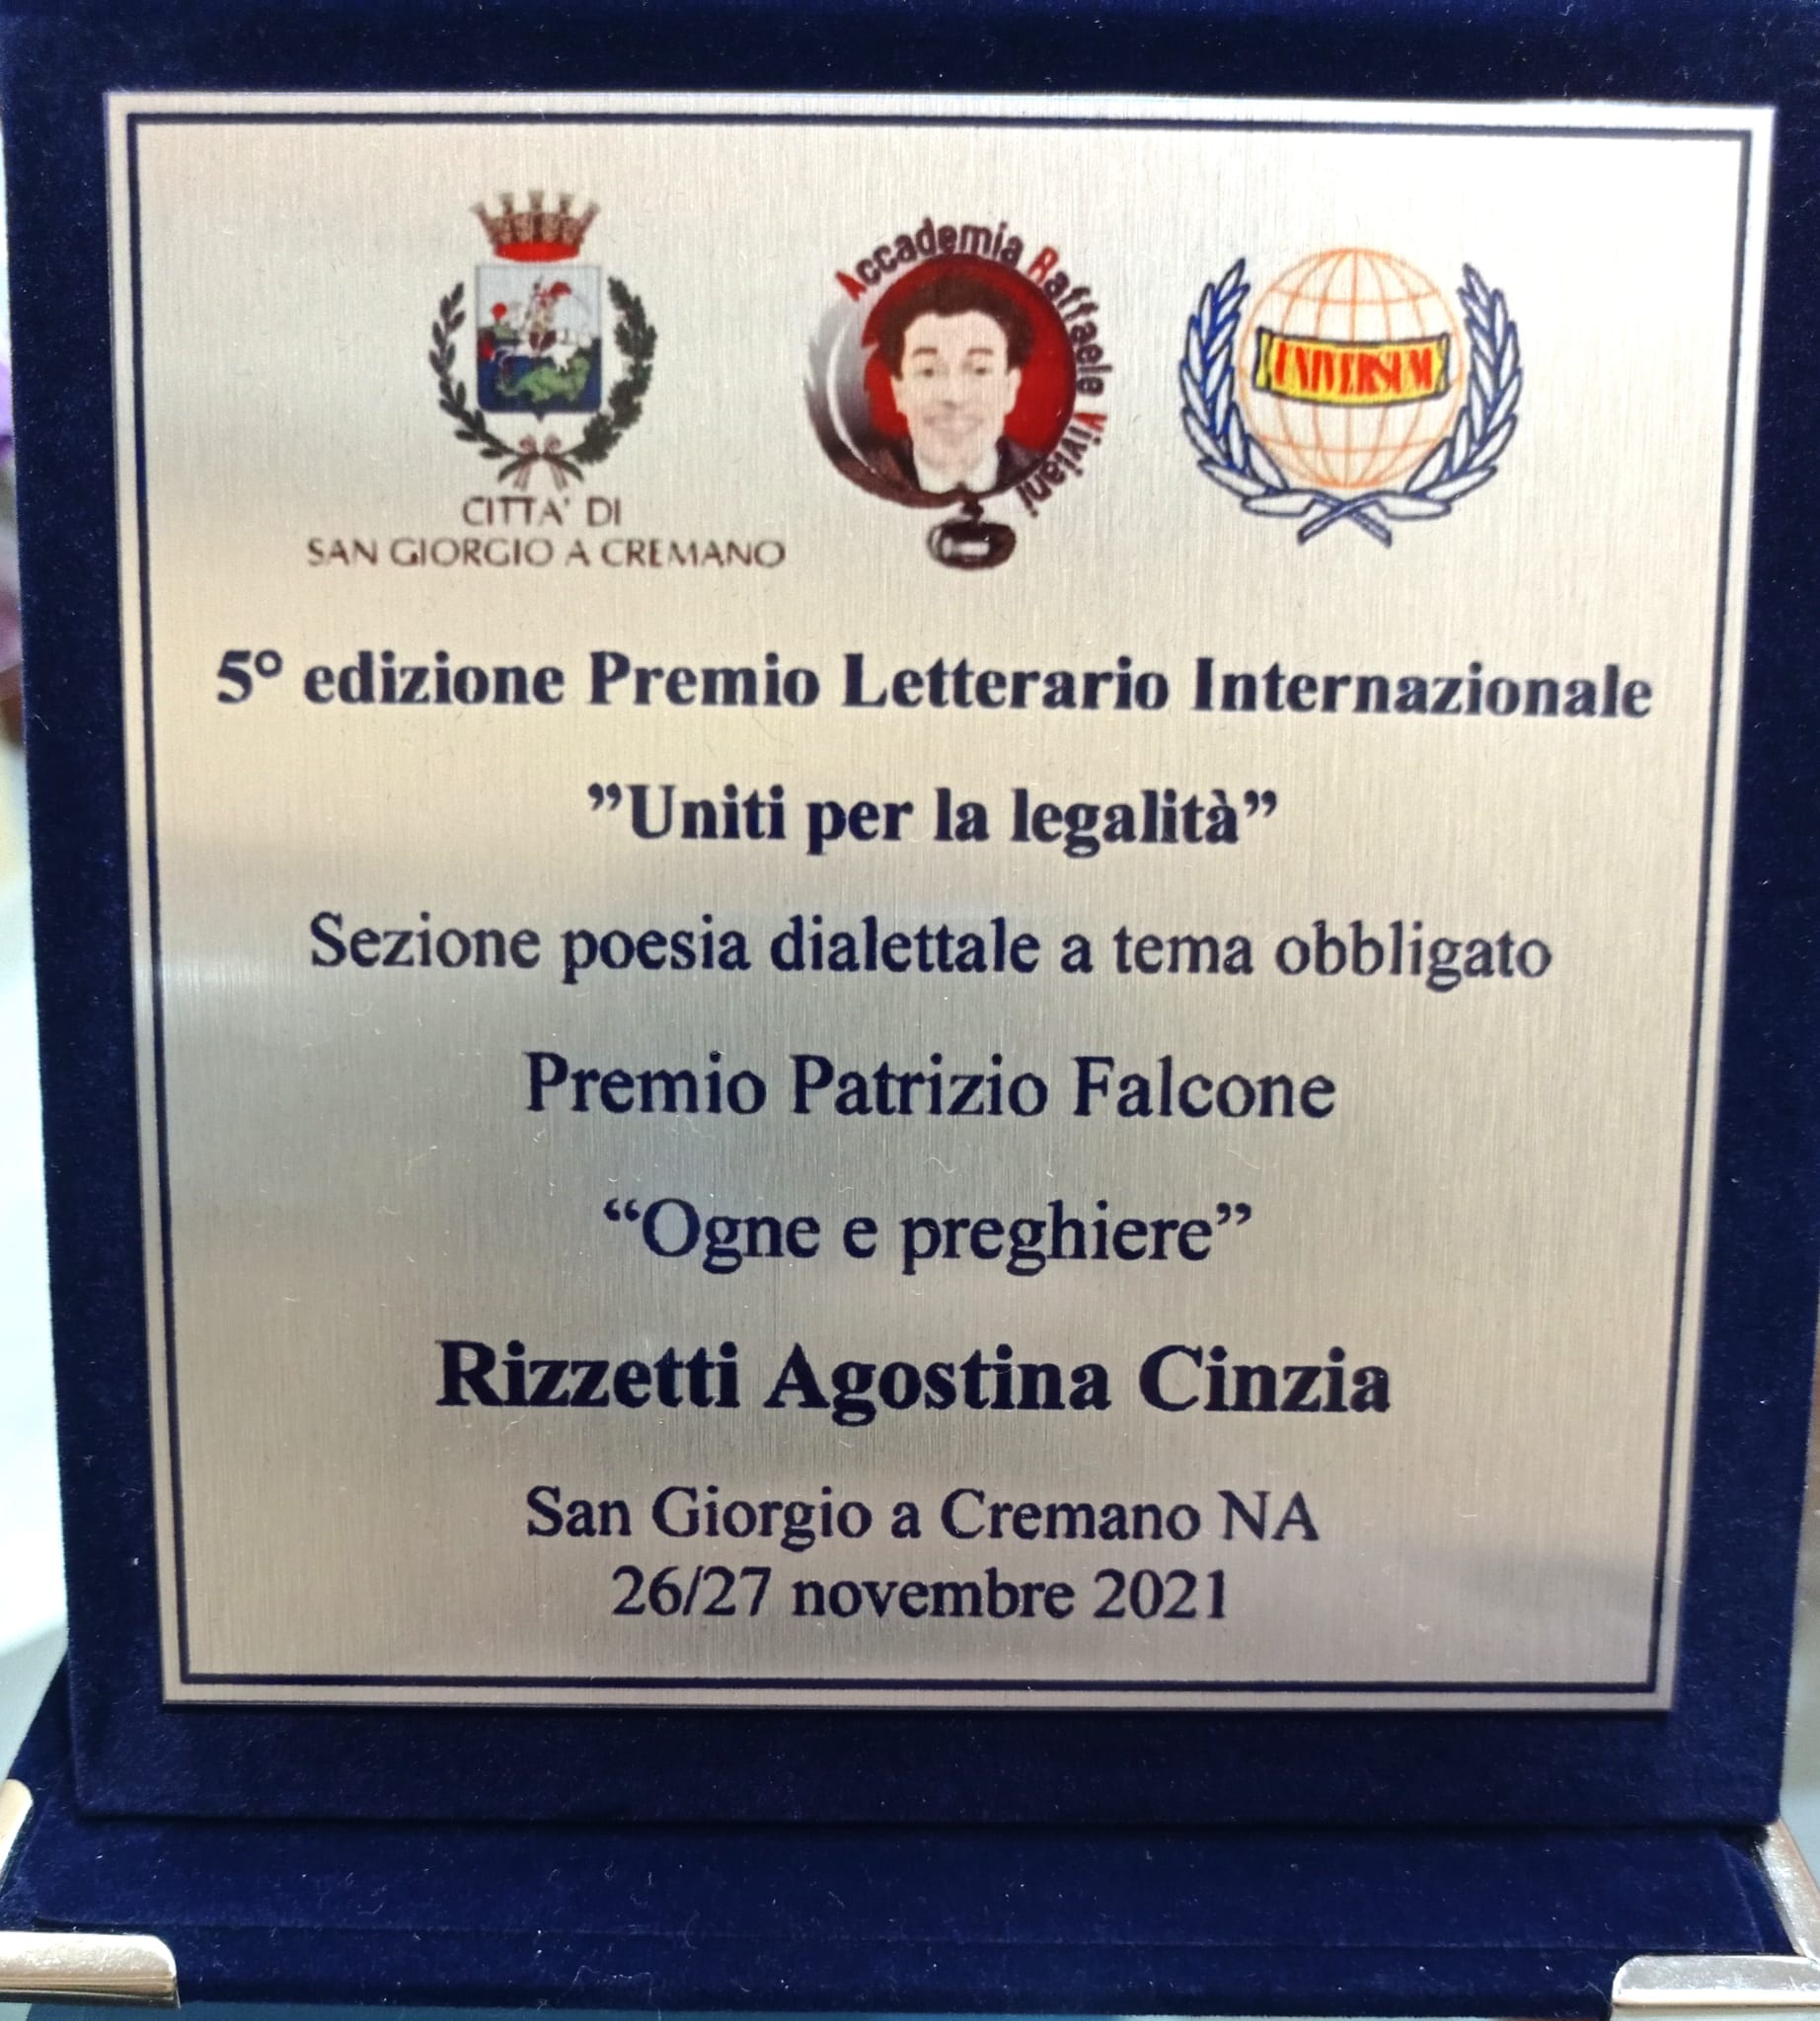 CITTA' DI
SAN GIORGIO A CREMANO
Accademia Raffaele Viviani
UNIVERSUM
5° edizione Premio Letterario Internazionale
”Uniti per la legalità”
Sezione poesia dialettale a tema obbligato
Premio Patrizio Falcone
“Ogne e preghiere”
Rizzetti Agostina Cinzia
San Giorgio a Cremano NA
26/27 novembre 2021